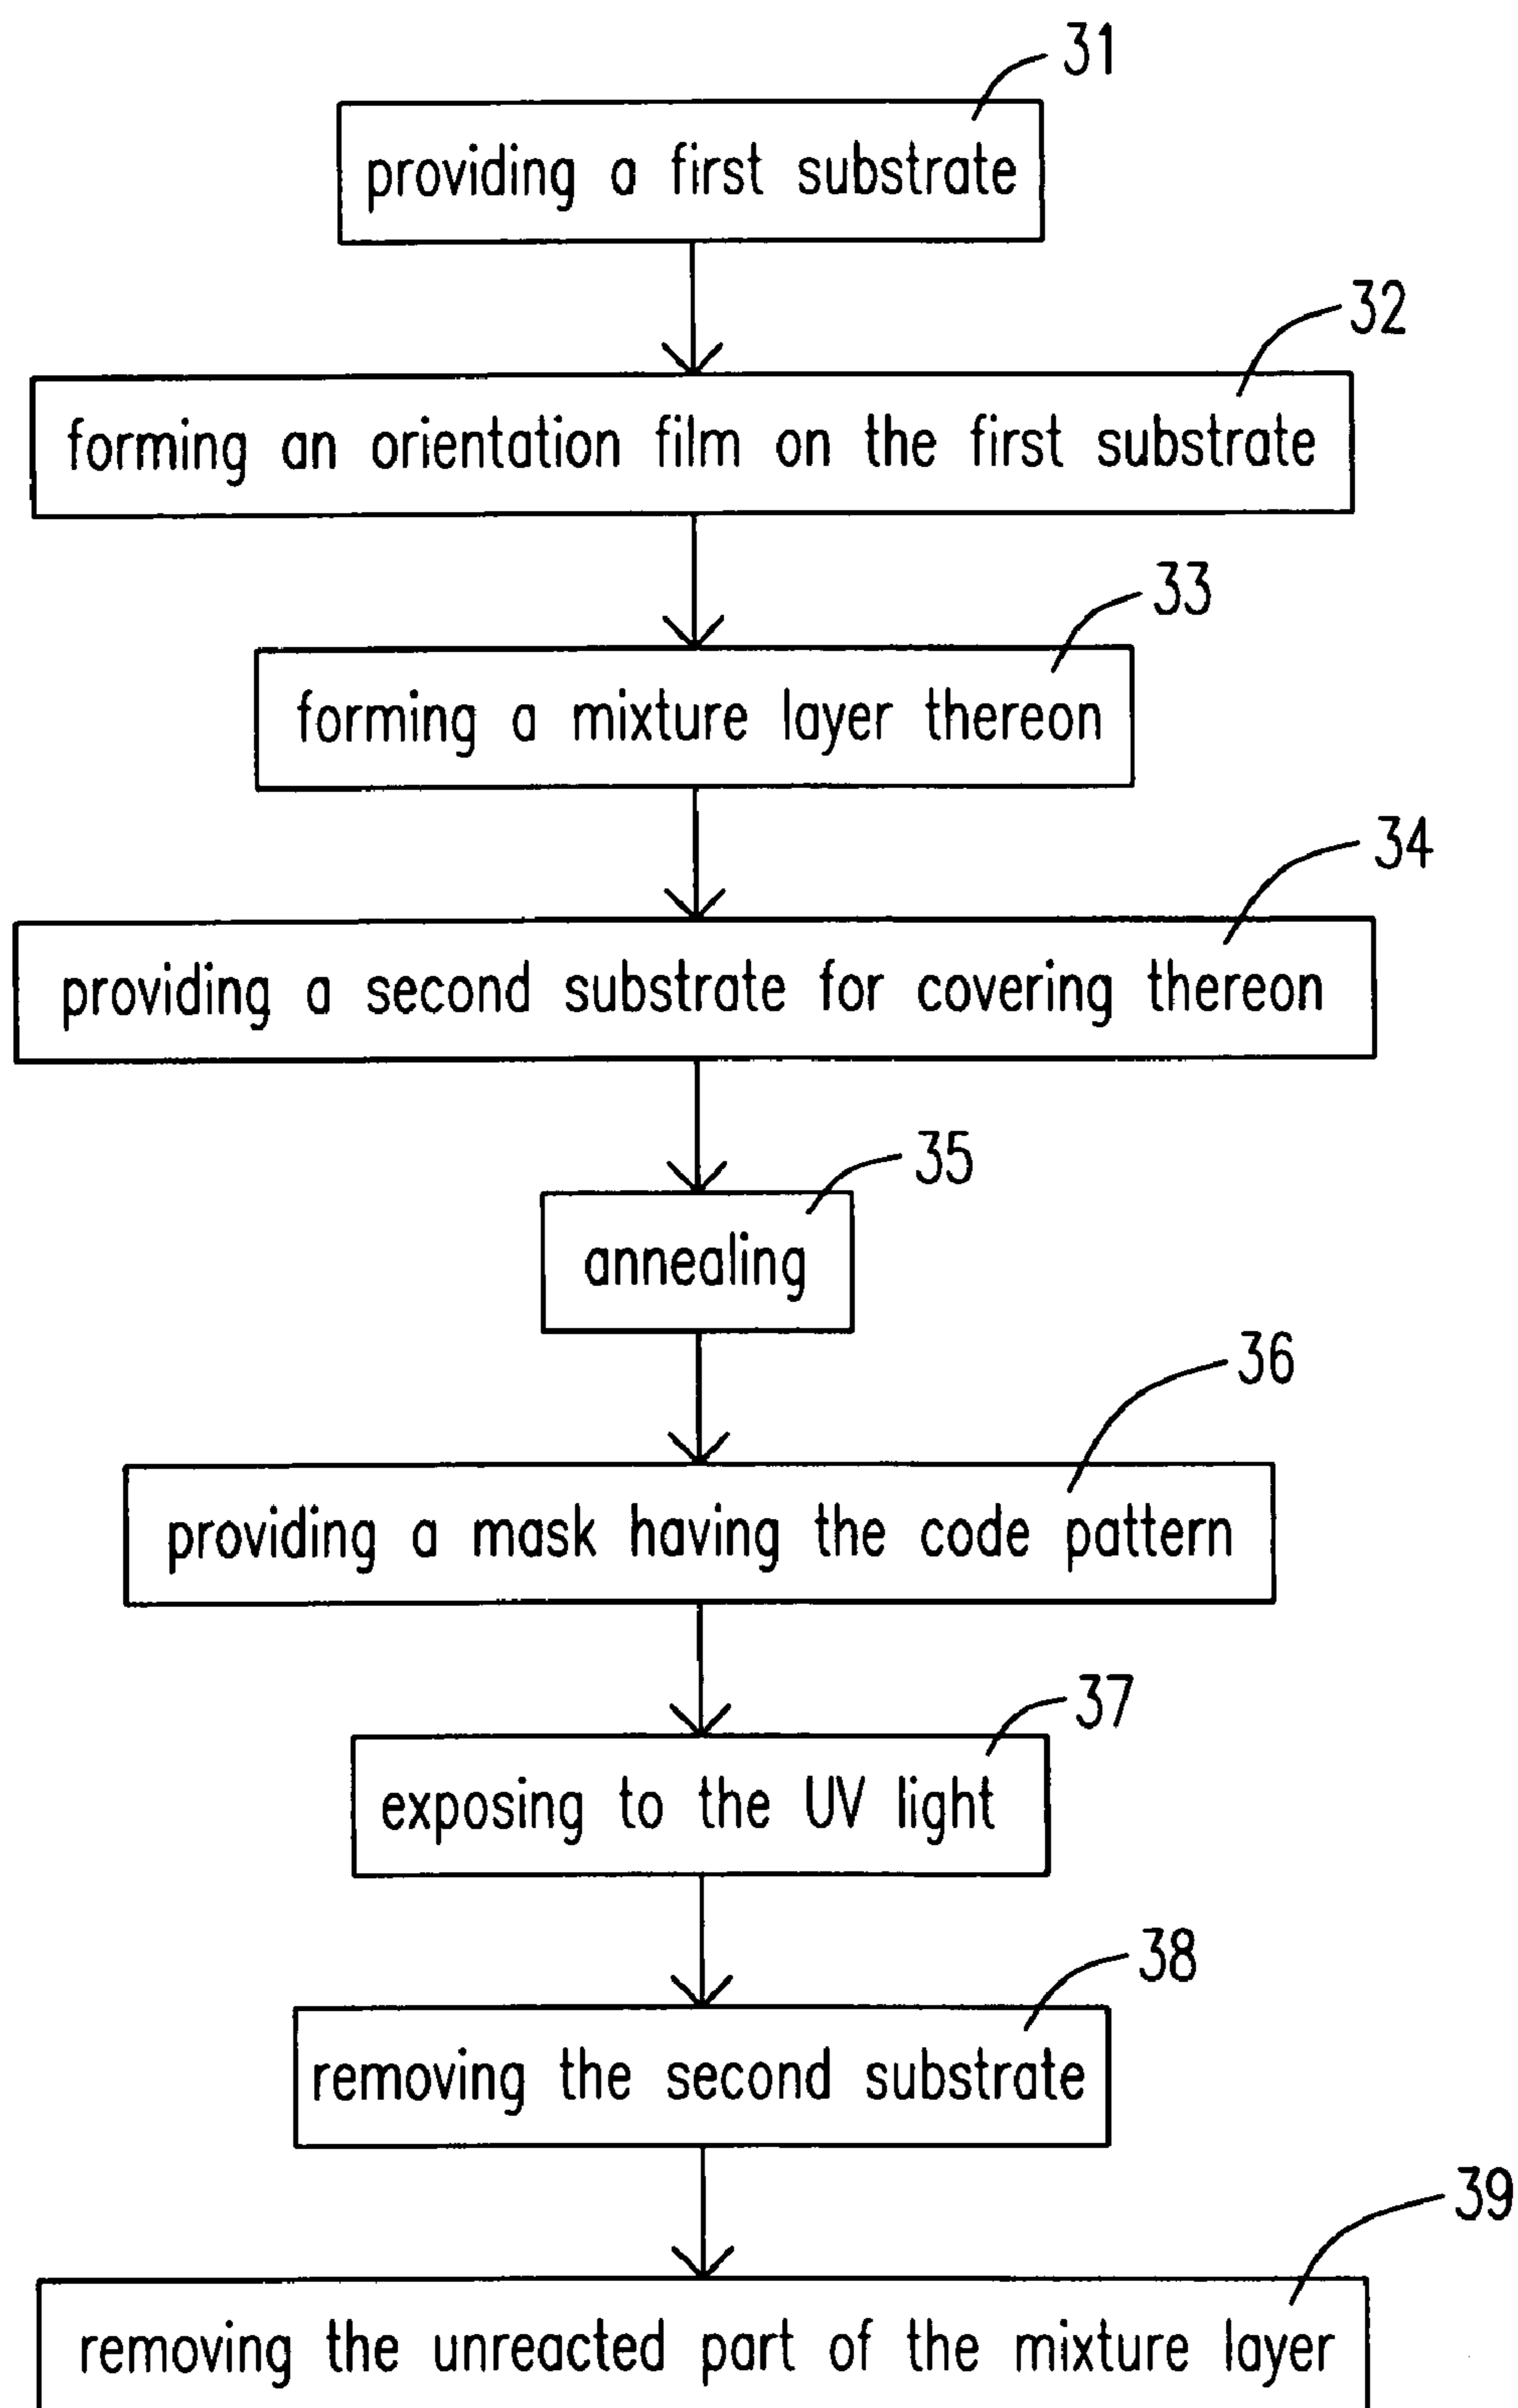 31
providing a first substrate
32
forming an orientation film on the first substrate
33
forming a mixture layer thereon
34
providing a second substrate for covering thereon
35
annealing
36
providing a mask having the code pattern
37
exposing to the UV light
38
removing the second substrate
39
removing the unreacted part of the mixture layer